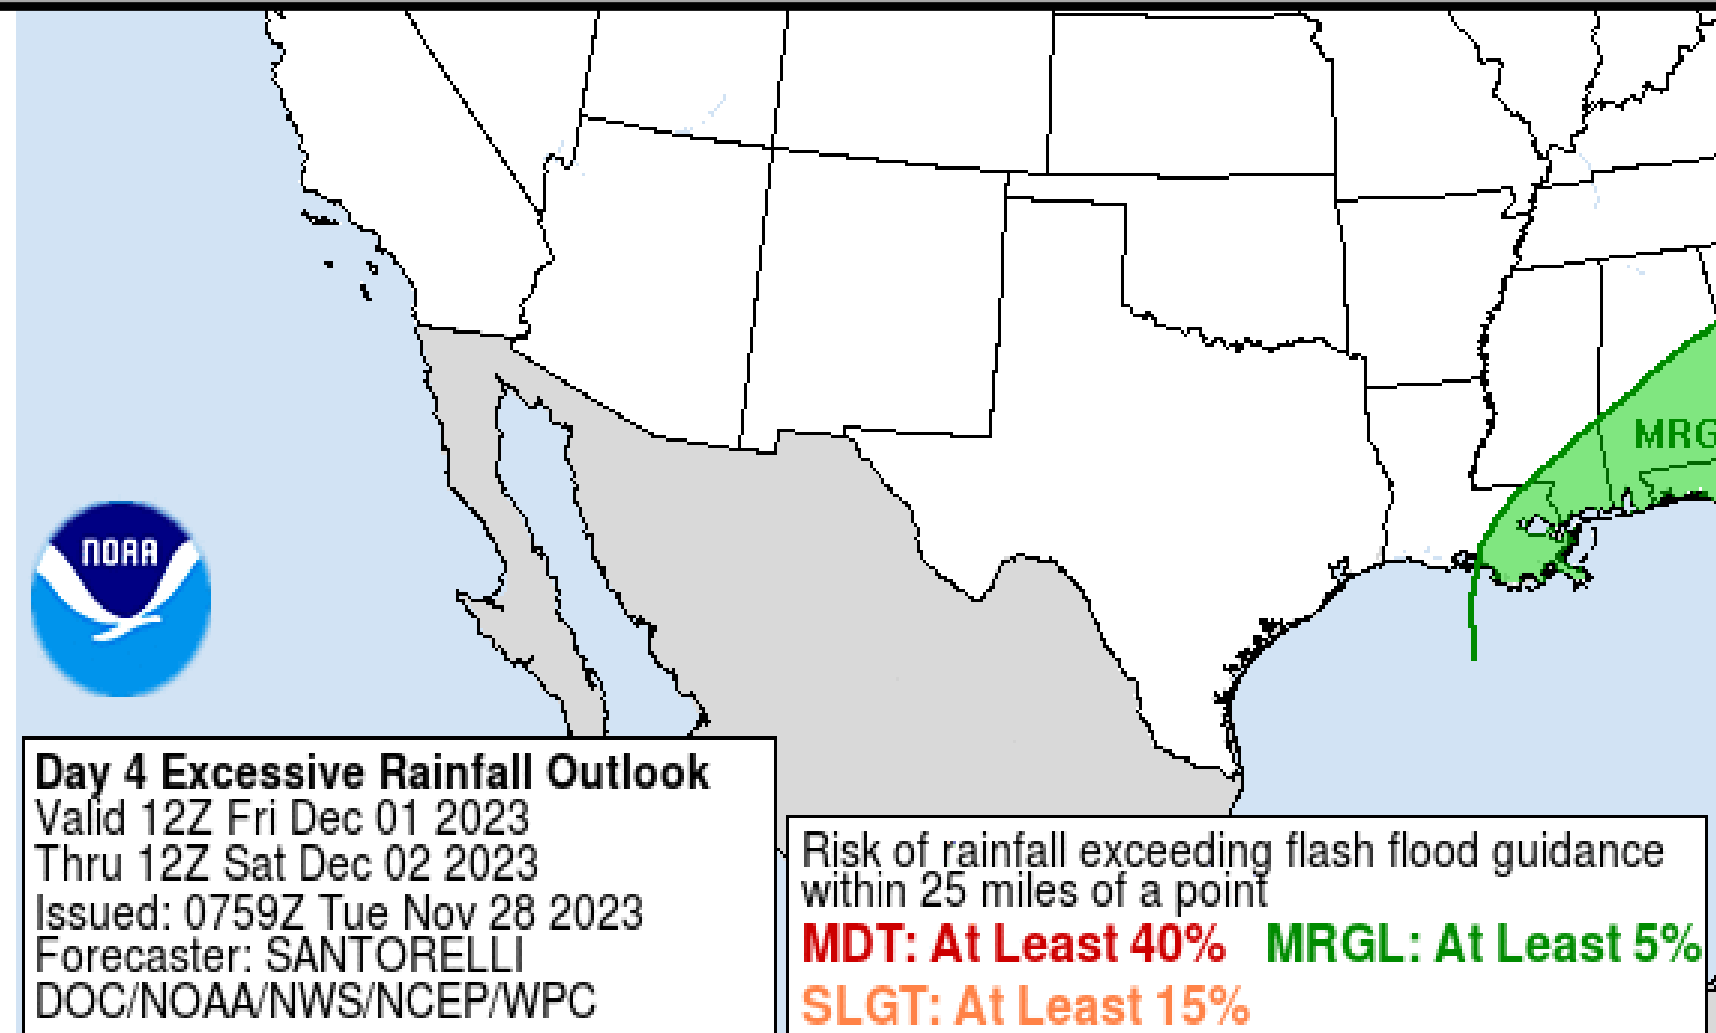 MRG
NOAA
Day 4 Excessive Rainfall Outlook
Valid 12Z Fri Dec 01 2023
Thru 12Z Sat Dec 02 2023
Issued: 0759Z Tue Nov 28 2023
Forecaster: SANTORELLI
DOC/NOAA/NWS/NCEP/WPC
Risk of rainfall exceeding flash flood guidance
within 25 miles of a point
MDT: At Least 40% MRGL: At Least 5%
SLGT: At Least 15%